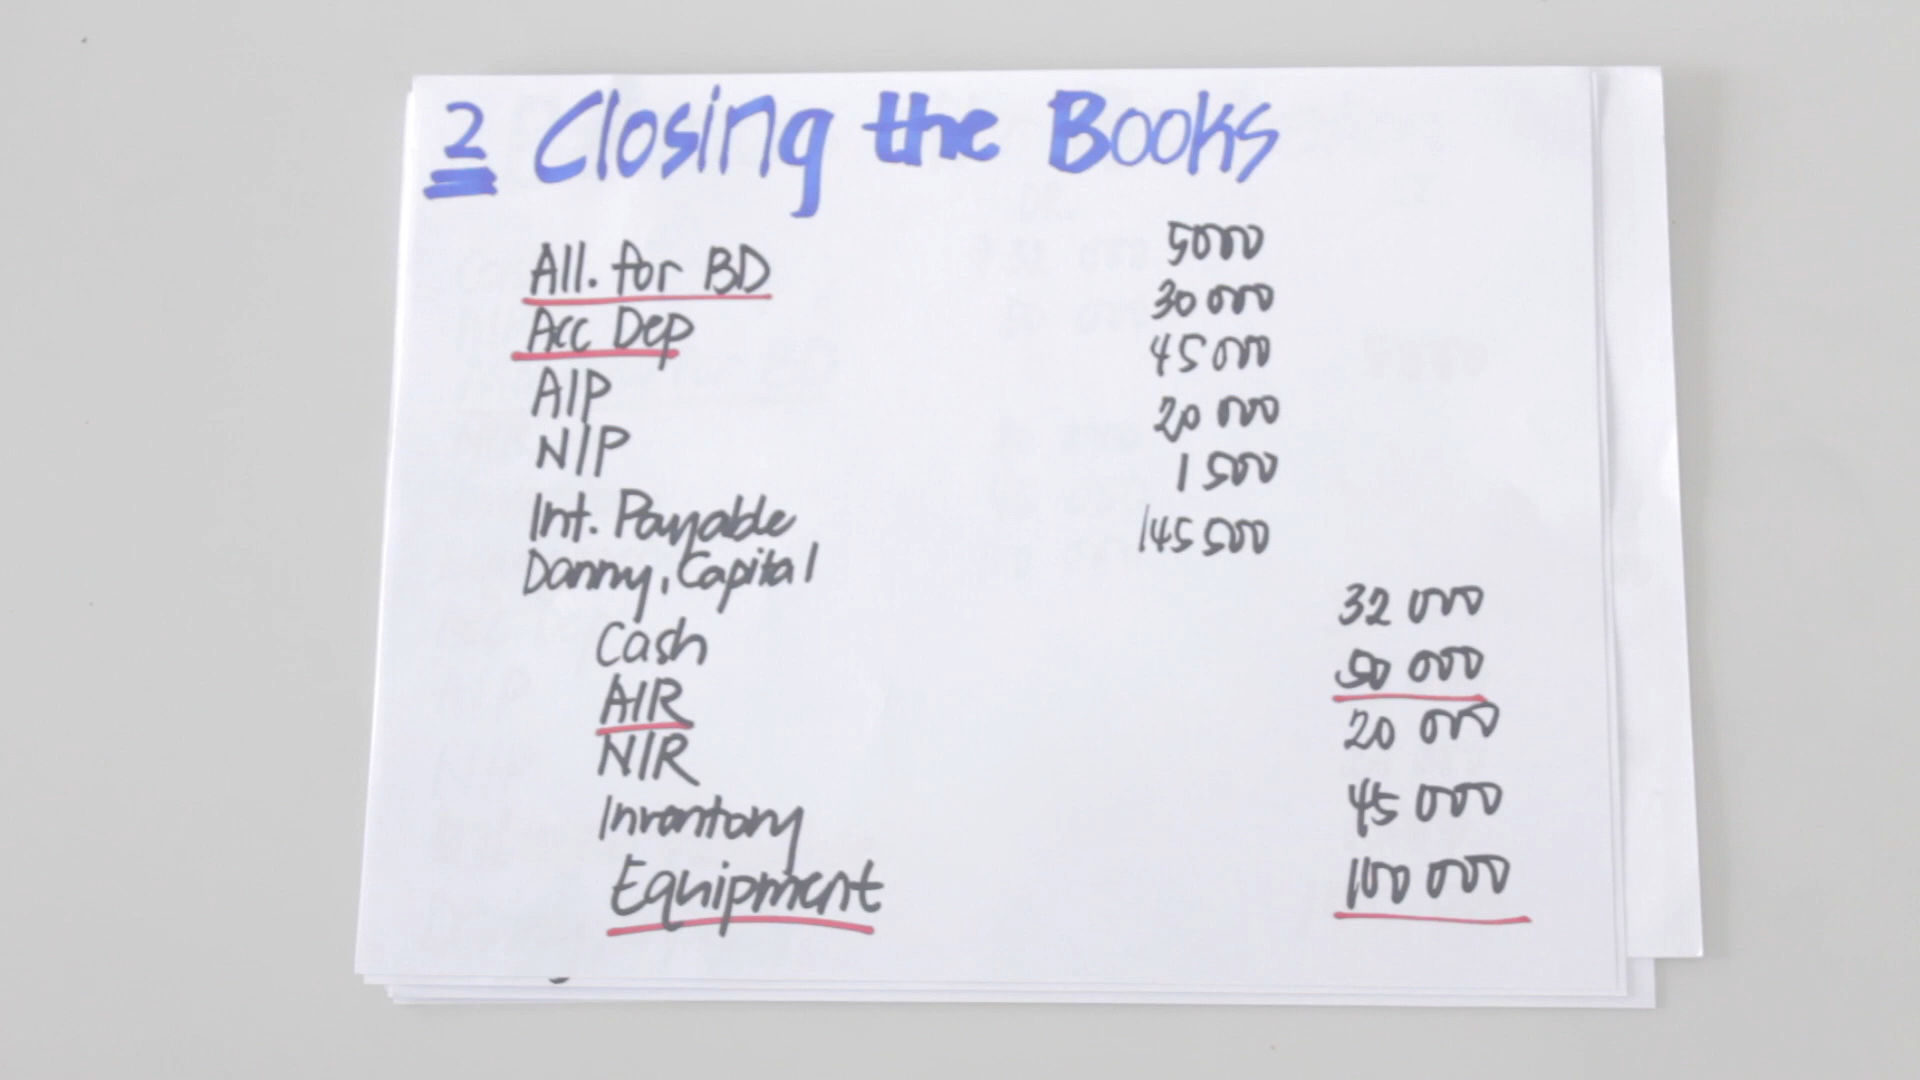 2 Closing the Books
All. for BD 5000
Acc Dep 30 000
A/P 45 000
N/P 20 000
Int. Payable 1 500
Danny, Capital 145 500
Cash 32 000
A/R 50 000
N/R 20 000
Inventory 45 000
Equipment 100 000